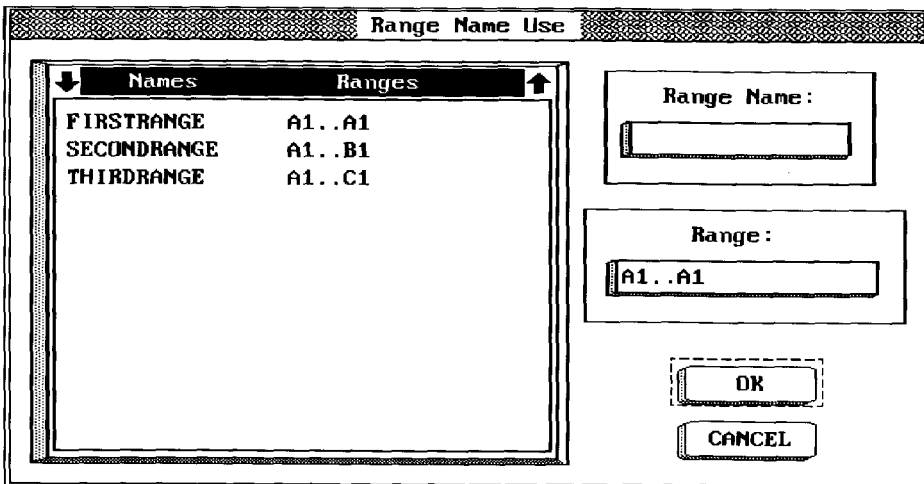 Range Name Use
Names Ranges
FIRSTRANGE A1..A1
SECONDRANGE A1..B1
THIRDRANGE A1..C1
Range Name:
Range:
A1..A1
OK
CANCEL